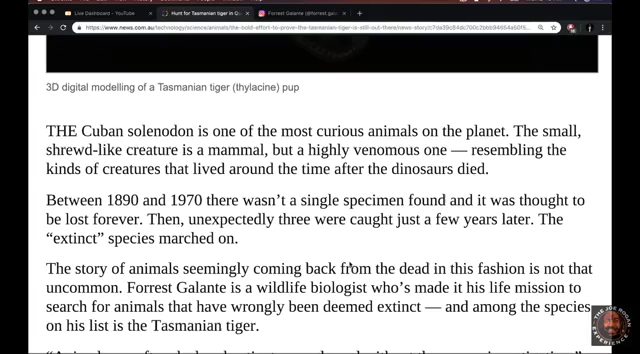 Live Dashboard - YouTube
Hunt for Tasmanian tiger in Q
Forrest Galante (@forrest.gal
https://www.news.com.au/technology/science/animals/the-bold-effort-to-prove-the-tasmanian-tiger-is-still-out-there/news-story/
3D digital modelling of a Tasmanian tiger (thylacine) pup
THE Cuban solenodon is one of the most curious animals on the planet. The small,
shrewd-like creature is a mammal, but a highly venomous one — resembling the
kinds of creatures that lived around the time after the dinosaurs died.
Between 1890 and 1970 there wasn't a single specimen found and it was thought to
be lost forever. Then, unexpectedly three were caught just a few years later. The
“extinct” species marched on.
The story of animals seemingly coming back from the dead in this fashion is not that
uncommon. Forrest Galante is a wildlife biologist who's made it his life mission to
search for animals that have wrongly been deemed extinct — and among the species
on his list is the Tasmanian tiger.
THE JOE ROGAN
EXPERIENCE